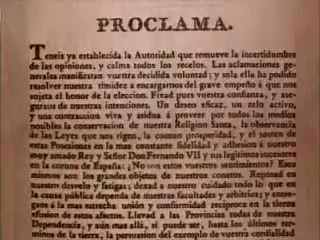 PROCLAMA.
Teneis ya establecida la Autoridad que remueve la incertidumbre
de las opiniones, y calma todos los recelos. Las aclamaciones ge-
nerales manifiestan vuestra decidida voluntad; y sola ella ha podido
resolver nuestra timidez a encargarnos del grave empeño á que nos
sujeta el honor de la eleccion. Fixad pues vuestra confianza, y ase-
guraos de nuestras intenciones. Un deseo eficaz, un zelo activo,
y una contraccion viva y asidua á proveer por todos los medios
posibles la conservacion de nuestra Religion Santa, la observancia
de las Leyes que nos rigen, la comun prosperidad, y el sosten de
estas Posesiones en la mas constante fidelidad y adhesion á nuestro
muy amado Rey y Señor Don Fernando VII y sus legitimos sucesores
en la corona de España: ¿No son estos vuestros sentimientos? Esos
mismos son los grandes objetos de nuestros conatos. Reposad en
nuestro desvelo y fatigas; dexad a nuestro cuidado todo lo que en
la causa pública dependa de nuestras facultades y arbitrios; y entre-
gaos á la mas estrecha union y conformidad reciproca en la tierna
efusion de estos afectos. Llevad a las Provincias todas de nuestra
Dependencia, y aun mas allá, si puede ser, hasta los ultimos ter-
minos de la tierra, la persuasion del exemplo de vuestra cordialidad